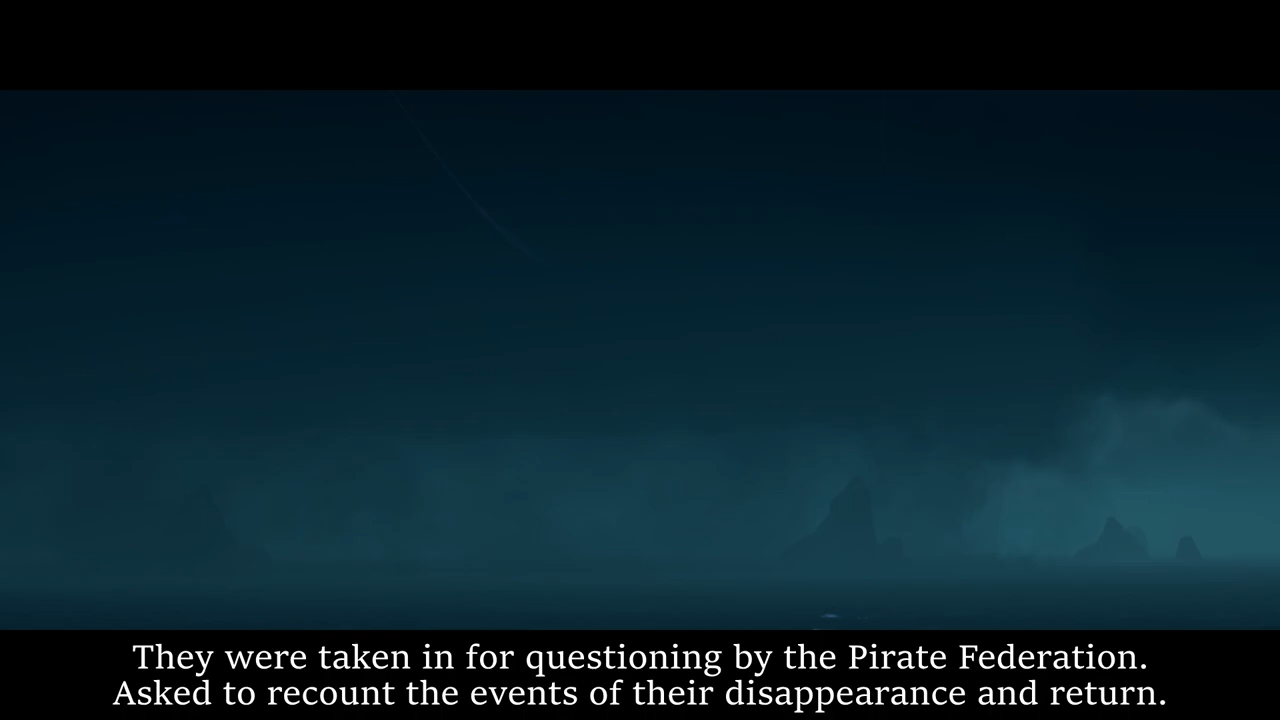 They were taken in for questioning by the Pirate Federation.
Asked to recount the events of their disappearance and return.